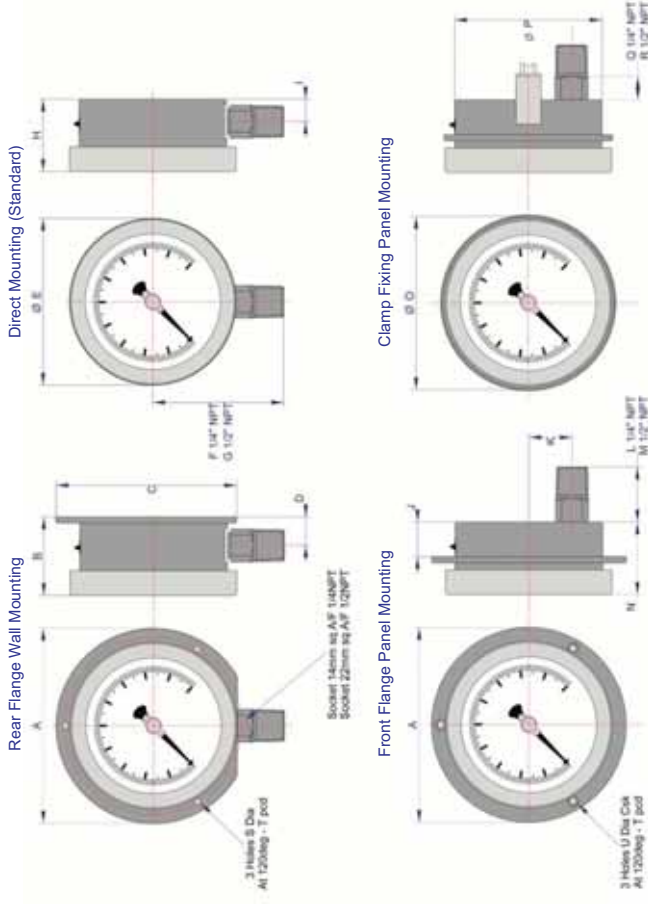 Rear Flange Wall Mounting
A
B
C
D
3 Holes S Dia
At 120deg - T pcd
Socket 14mm sq A/F 1/4NPT
Socket 22mm sq A/F 1/2NPT
Direct Mounting (Standard)
Ø E
H
I
F 1/4" NPT
G 1/2" NPT
Front Flange Panel Mounting
A
J
K
L 1/4" NPT
M 1/2" NPT
N
3 Holes U Dia Csk
At 120deg - T pcd
Clamp Fixing Panel Mounting
Ø O
Ø P
Q 1/4" NPT
R 1/2" NPT